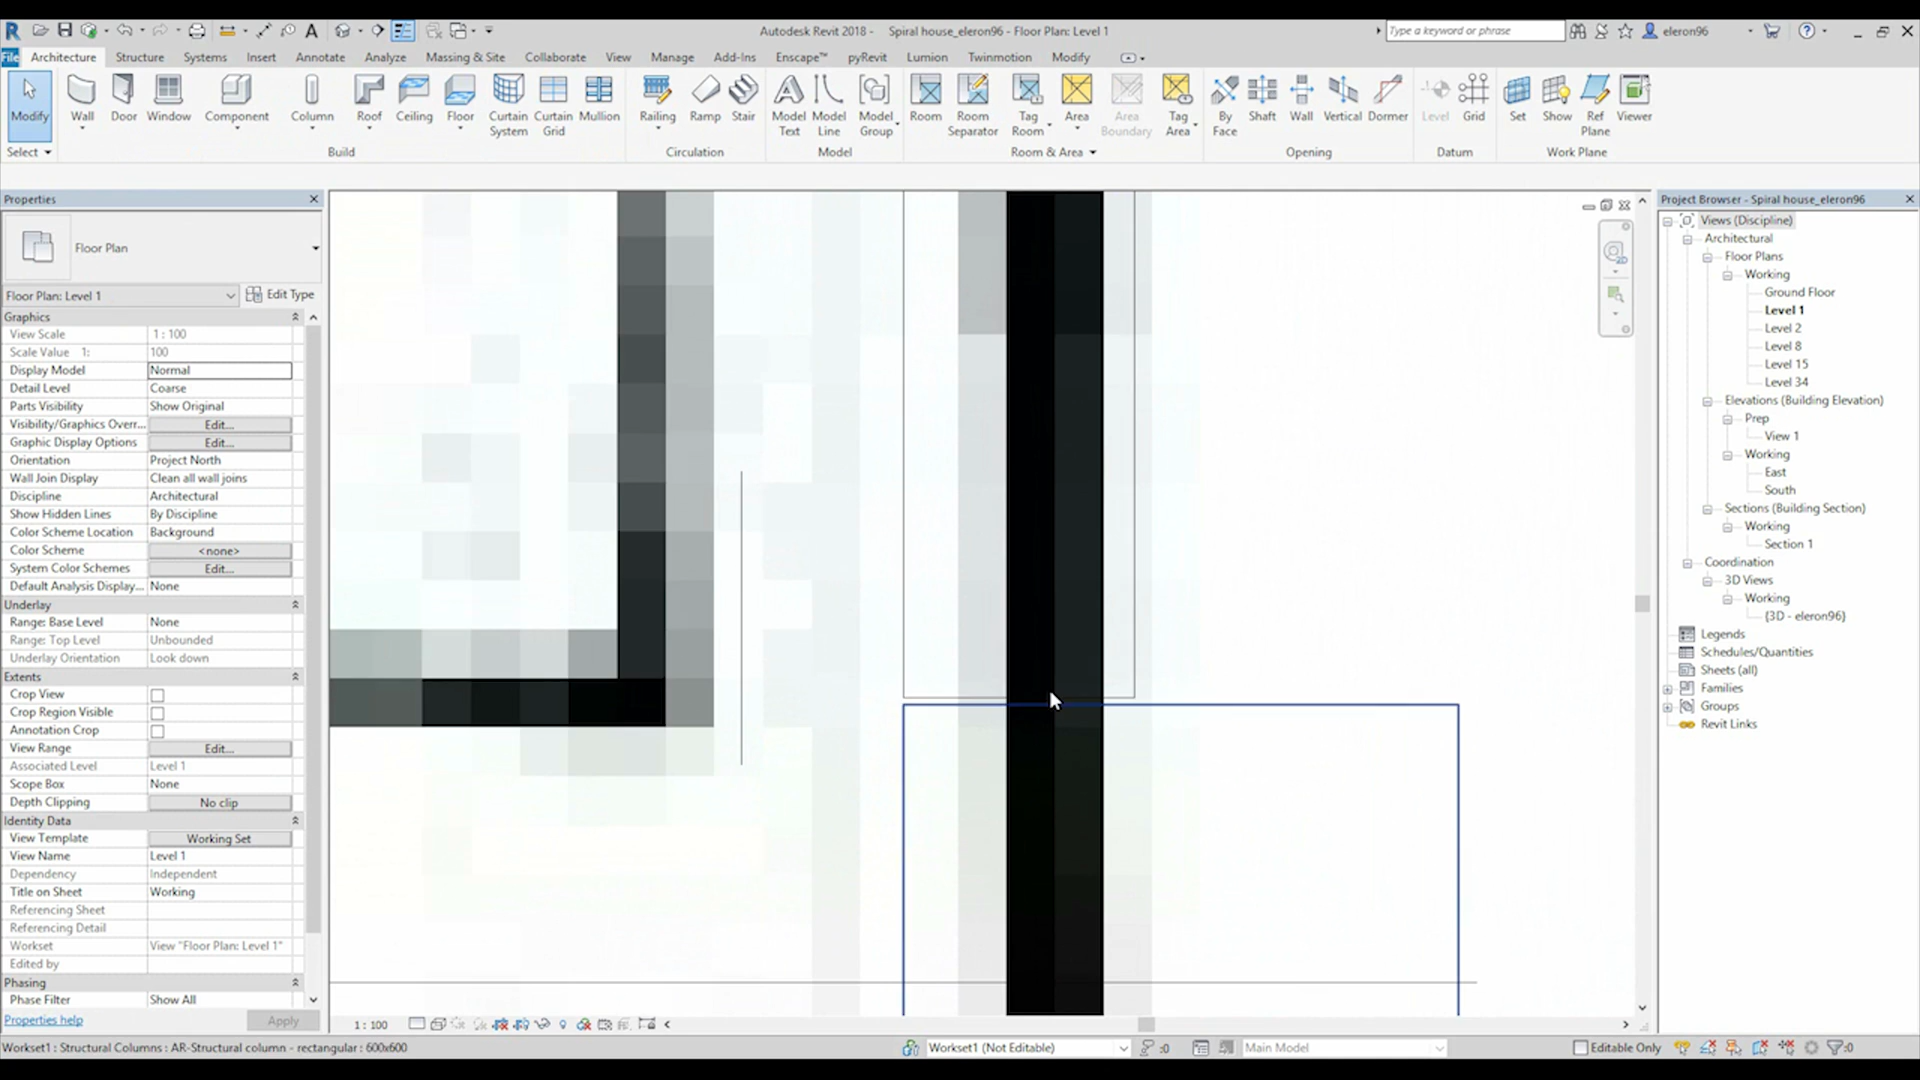 Autodesk Revit 2018 - Spiral house_eleron96 - Floor Plan: Level 1
Type a keyword or phrase
eleron96
File Architecture Structure Systems Insert Annotate Analyze Massing & Site Collaborate View Manage Add-Ins Enscape™ pyRevit Lumion Twinmotion Modify
Modify Wall Door Window Component Column Roof Ceiling Floor Curtain System Curtain Grid Mullion Railing Ramp Stair Model Text Model Line Model Group Room Room Separator Tag Room Area Area Boundary Tag Area By Face Shaft Wall Vertical Dormer Level Grid Set Show Ref Plane Viewer
Select Build Circulation Model Room & Area Opening Datum Work Plane
Properties
Floor Plan
Floor Plan: Level 1 Edit Type
Graphics
View Scale 1 : 100
Scale Value 1: 100
Display Model Normal
Detail Level Coarse
Parts Visibility Show Original
Visibility/Graphics Overr... Edit...
Graphic Display Options Edit...
Orientation Project North
Wall Join Display Clean all wall joins
Discipline Architectural
Show Hidden Lines By Discipline
Color Scheme Location Background
Color Scheme <none>
System Color Schemes Edit...
Default Analysis Display... None
Underlay
Range: Base Level None
Range: Top Level Unbounded
Underlay Orientation Look down
Extents
Crop View
Crop Region Visible
Annotation Crop
View Range Edit...
Associated Level Level 1
Scope Box None
Depth Clipping No clip
Identity Data
View Template Working Set
View Name Level 1
Dependency Independent
Title on Sheet Working
Referencing Sheet
Referencing Detail
Workset View "Floor Plan: Level 1"
Edited by
Phasing
Phase Filter Show All
Properties help Apply
Project Browser - Spiral house_eleron96
Views (Discipline)
Architectural
Floor Plans
Working
Ground Floor
Level 1
Level 2
Level 8
Level 15
Level 34
Elevations (Building Elevation)
Prep
View 1
Working
East
South
Sections (Building Section)
Working
Section 1
Coordination
3D Views
Working
{3D - eleron96}
Legends
Schedules/Quantities
Sheets (all)
Families
Groups
Revit Links
1 : 100
Workset1 : Structural Columns : AR-Structural column - rectangular : 600x600
Workset1 (Not Editable) :0 Main Model Editable Only :0